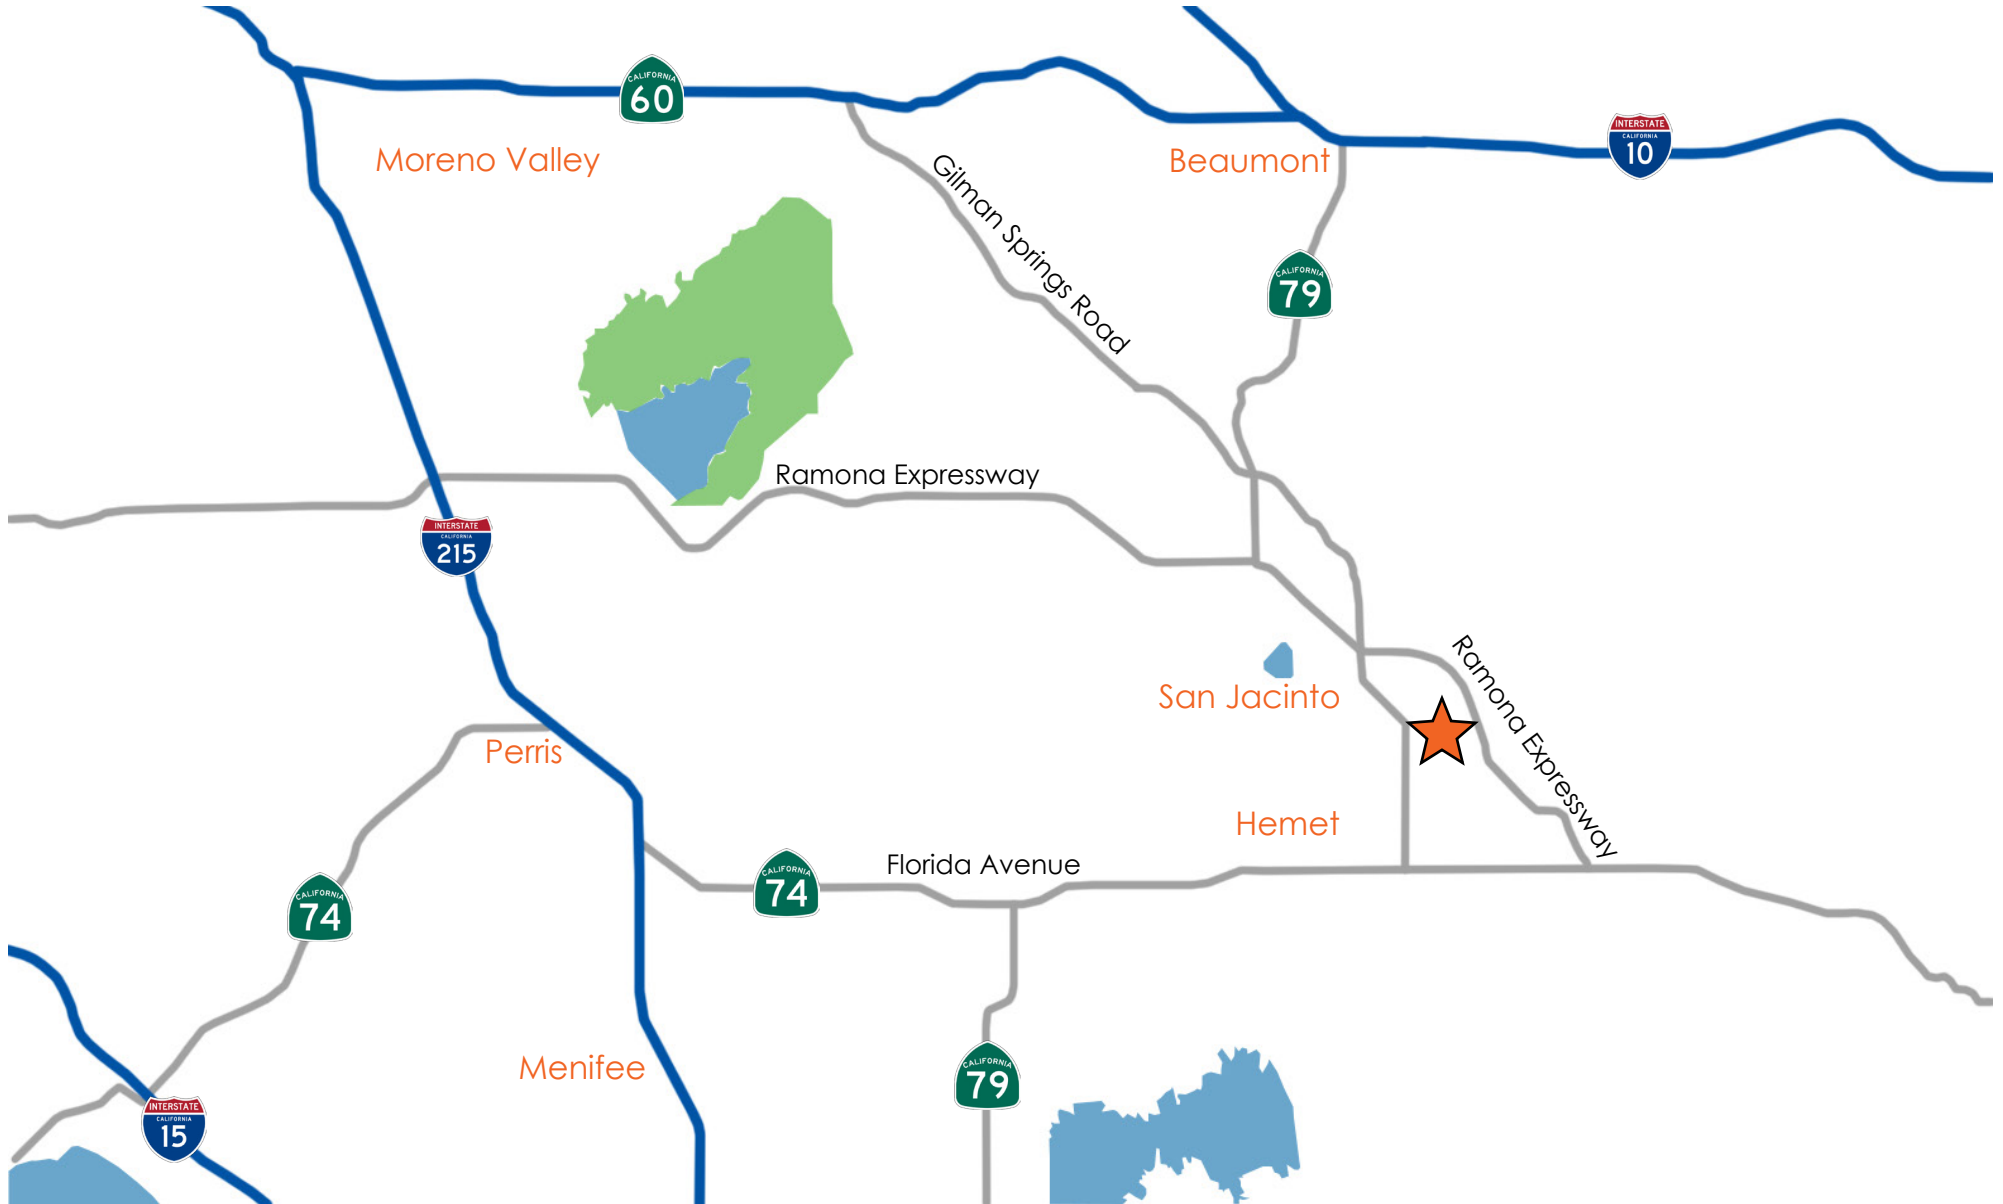 CALIFORNIA
60
INTERSTATE
CALIFORNIA
10
Moreno Valley
Beaumont
Gilman Springs Road
CALIFORNIA
79
Ramona Expressway
INTERSTATE
CALIFORNIA
215
San Jacinto
Ramona Expressway
Perris
Hemet
Florida Avenue
CALIFORNIA
74
CALIFORNIA
74
Menifee
CALIFORNIA
79
INTERSTATE
CALIFORNIA
15